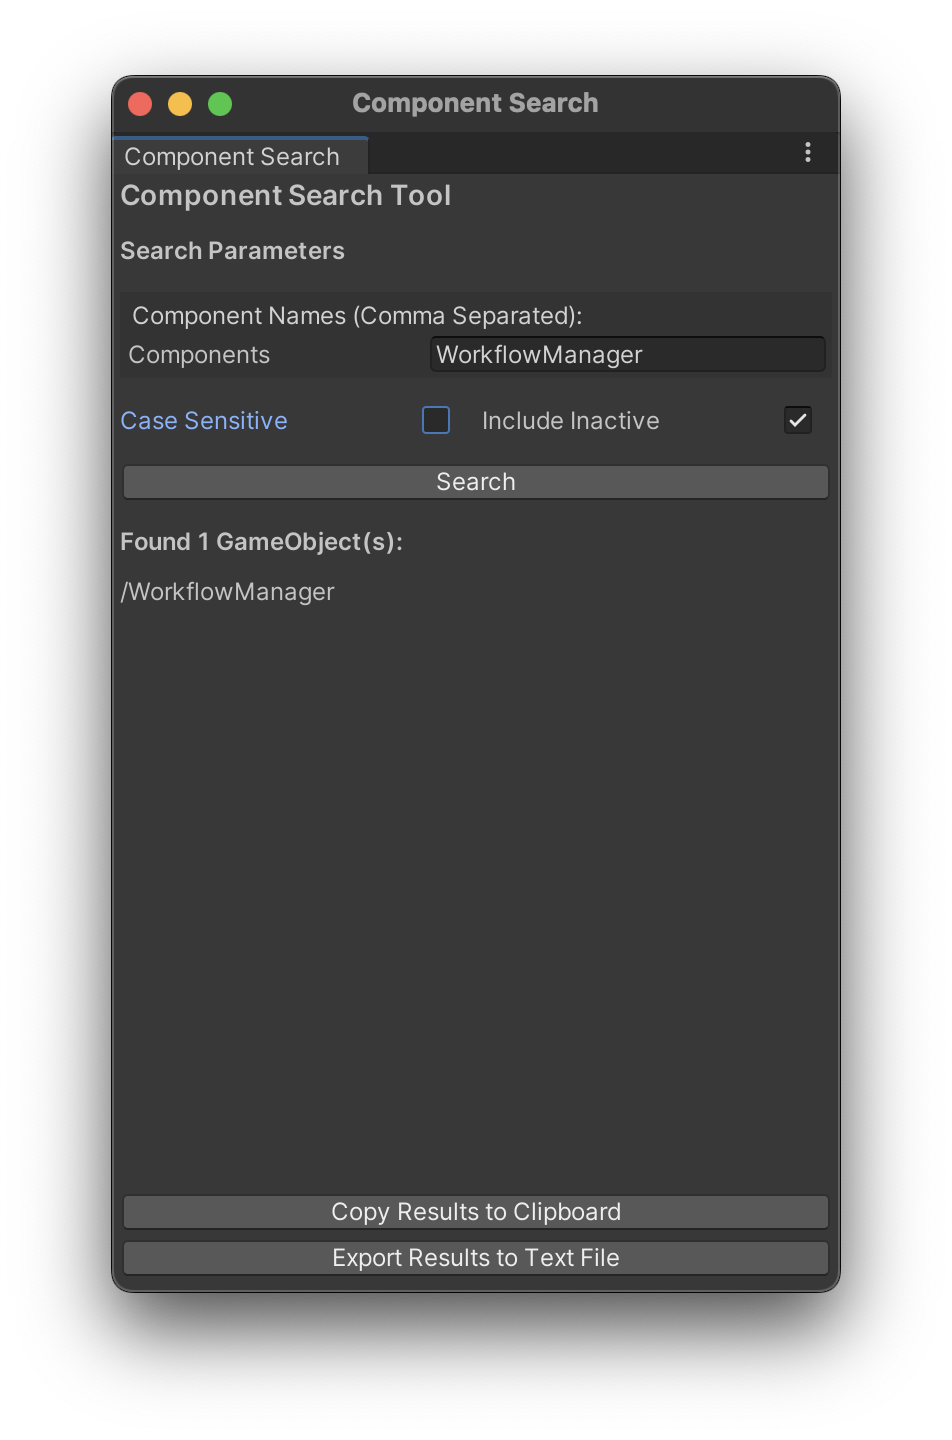 Component Search
Component Search
Component Search Tool
Search Parameters
Component Names (Comma Separated):
Components WorkflowManager
Case Sensitive Include Inactive
Search
Found 1 GameObject(s):
/WorkflowManager
Copy Results to Clipboard
Export Results to Text File